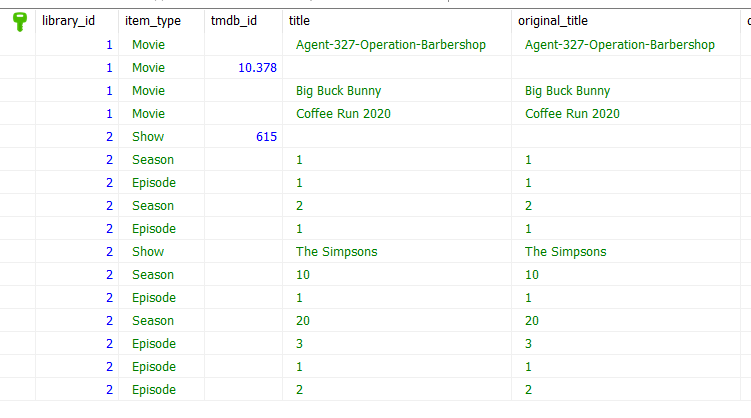 library_id item_type tmdb_id title original_title
1 Movie Agent-327-Operation-Barbershop Agent-327-Operation-Barbershop
1 Movie 10.378
1 Movie Big Buck Bunny Big Buck Bunny
1 Movie Coffee Run 2020 Coffee Run 2020
2 Show 615
2 Season 1 1
2 Episode 1 1
2 Season 2 2
2 Episode 1 1
2 Show The Simpsons The Simpsons
2 Season 10 10
2 Episode 1 1
2 Season 20 20
2 Episode 3 3
2 Episode 1 1
2 Episode 2 2